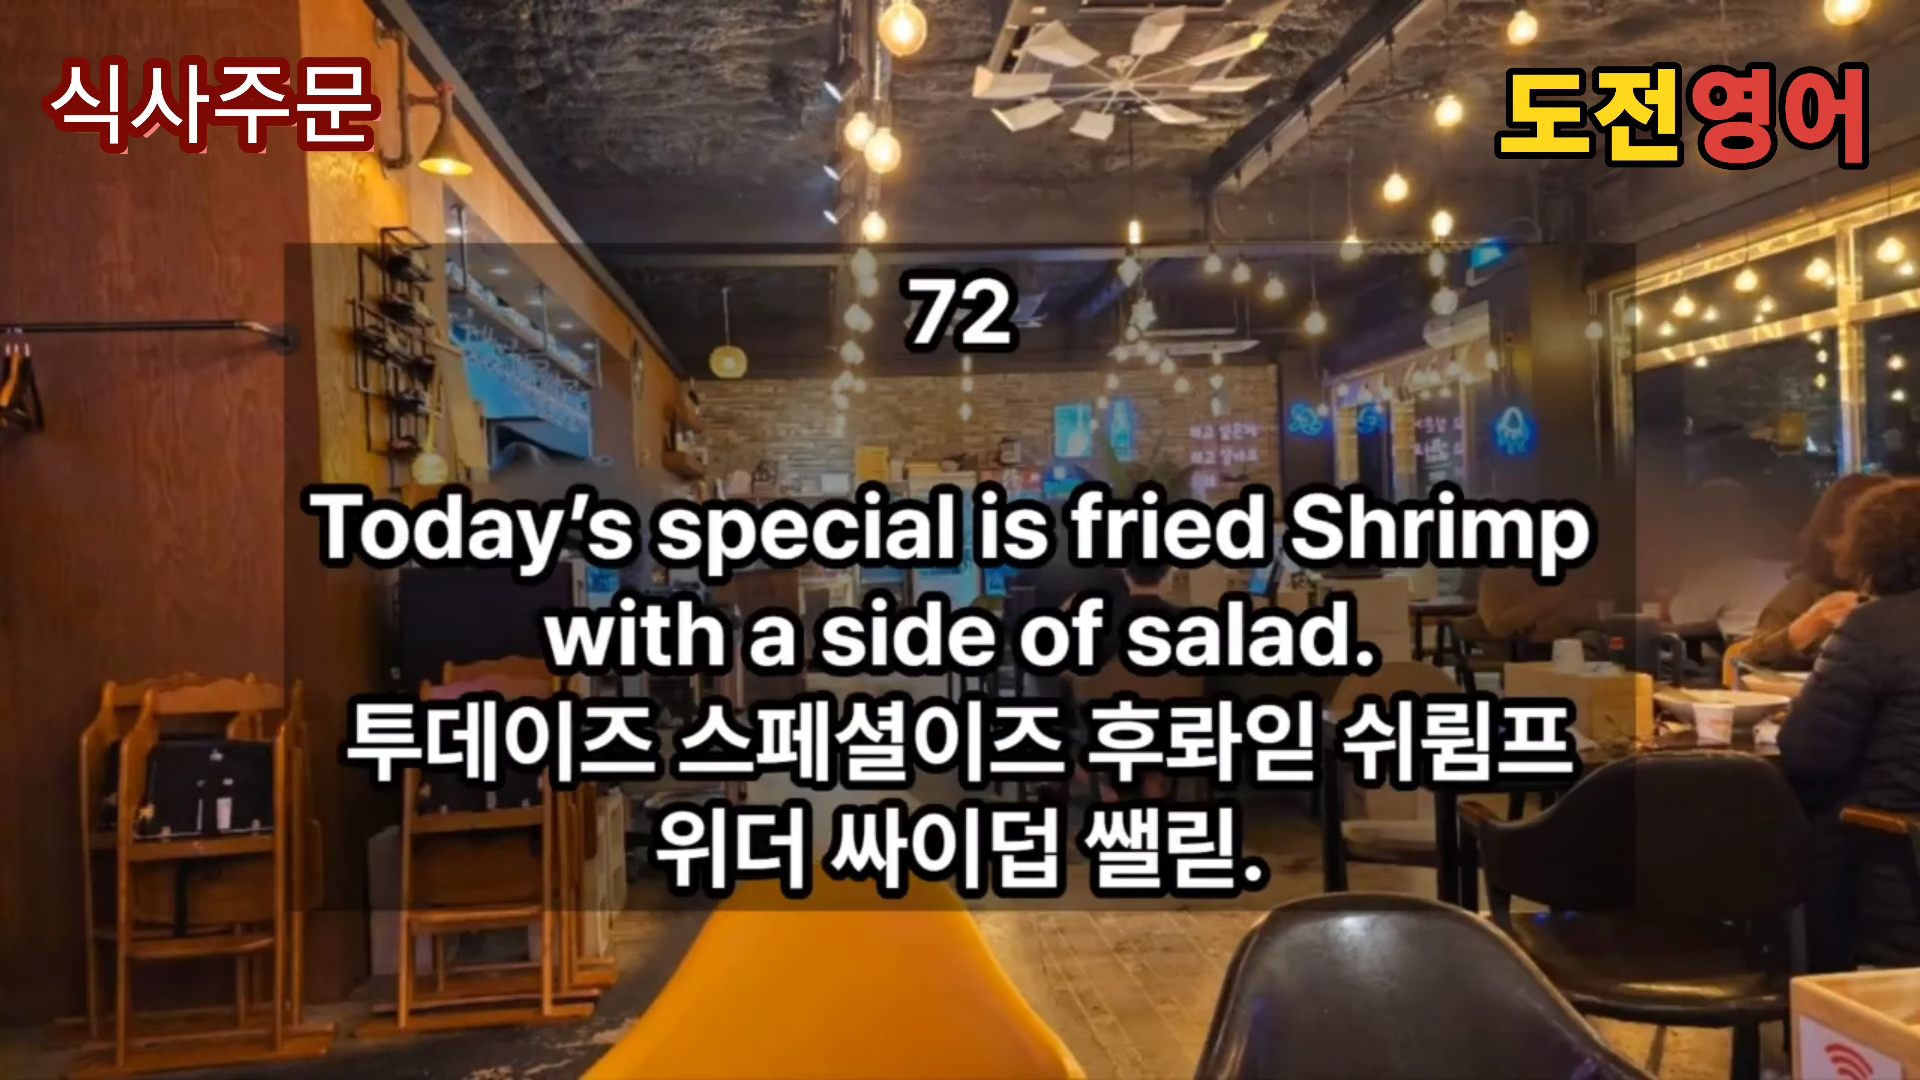 식사주문
도전영어
72
Today's special is fried Shrimp
with a side of salad.
투데이즈 스페셜이즈 후롸읻 쉬륌프
위더 싸이덥 쌜릳.